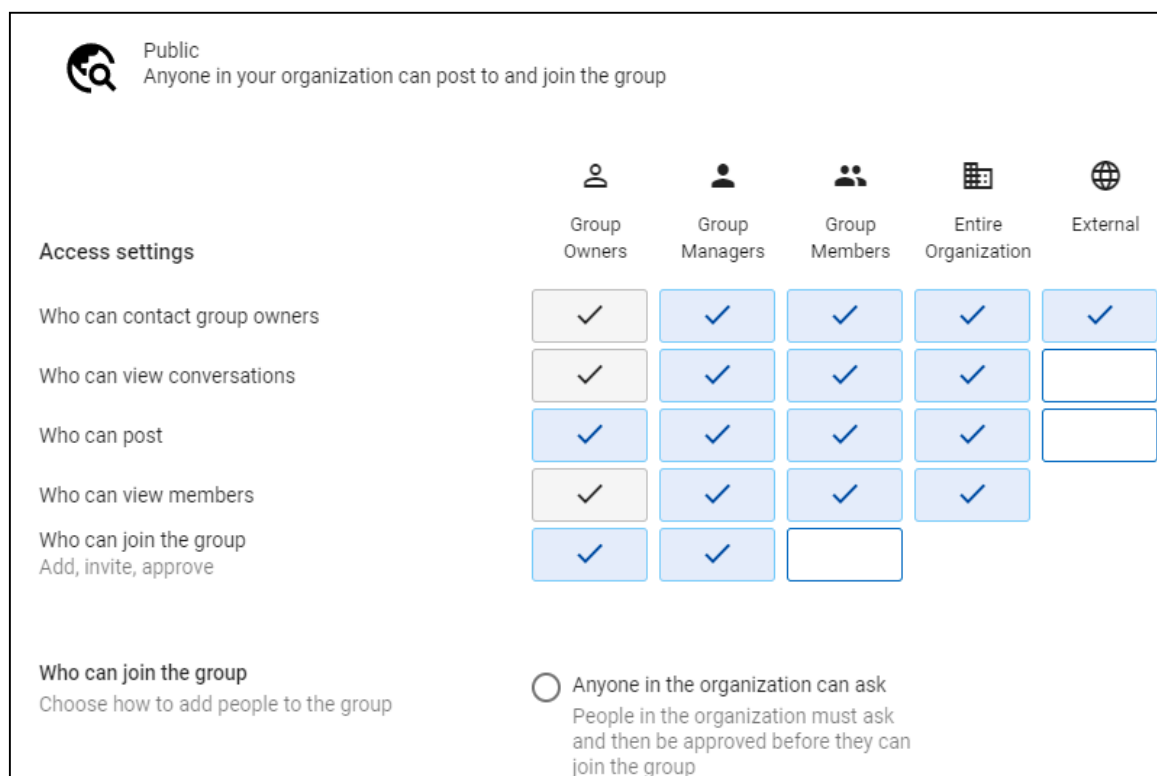 Public
Anyone in your organization can post to and join the group
Group
Owners
Group
Managers
Group
Members
Entire
Organization
External
Access settings
Who can contact group owners
Who can view conversations
Who can post
Who can view members
Who can join the group
Add, invite, approve
Who can join the group
Choose how to add people to the group
Anyone in the organization can ask
People in the organization must ask
and then be approved before they can
join the group